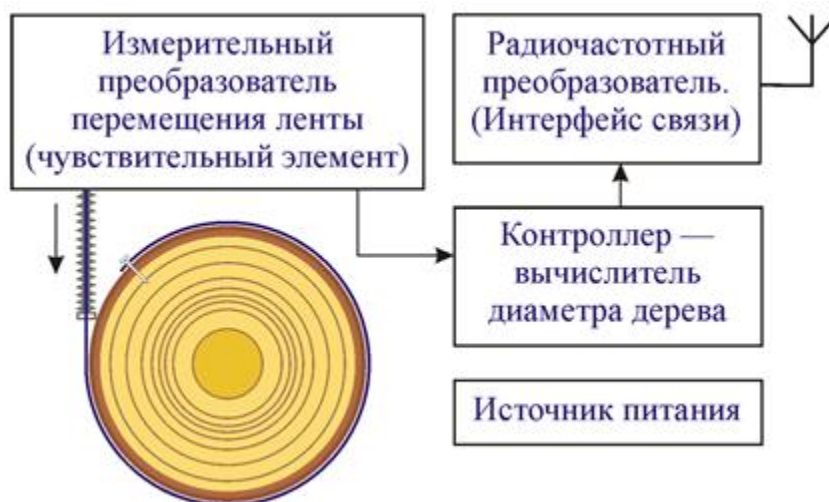 Измерительный
преобразователь
перемещения ленты
(чувствительный элемент)
Радиочастотный
преобразователь.
(Интерфейс связи)
Контроллер —
вычислитель
диаметра дерева
Источник питания